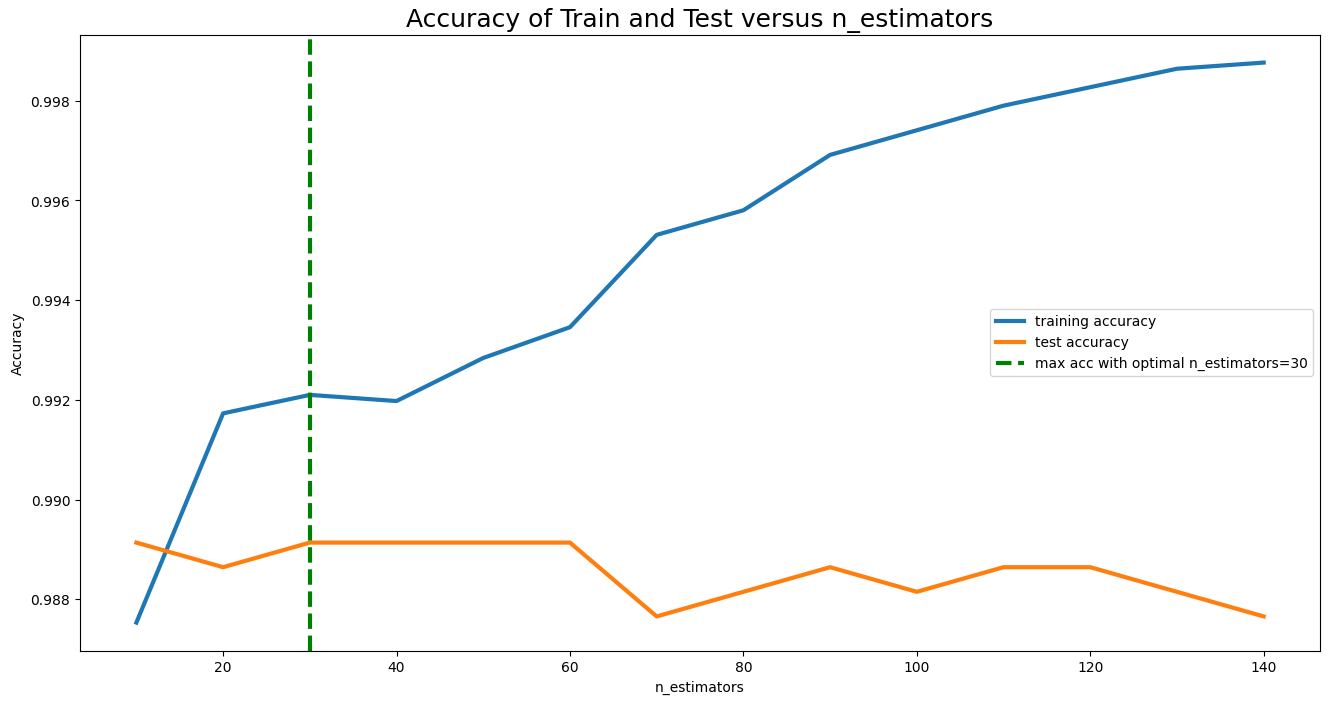 Accuracy of Train and Test versus n_estimators
0.998
0.996
0.994
0.992
0.990
0.988
Accuracy
training accuracy
test accuracy
max acc with optimal n_estimators=30
20 40 60 80 100 120 140
n_estimators